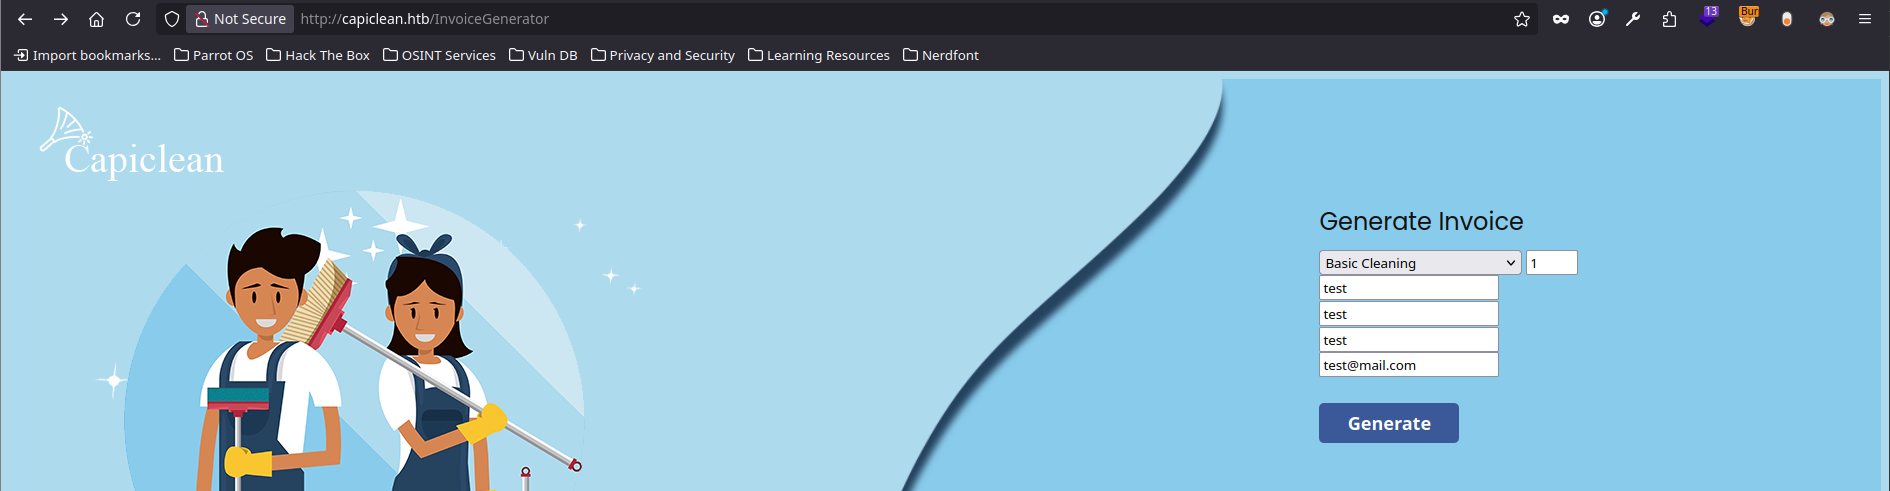 Not Secure http://capiclean.htb/InvoiceGenerator 13 Bur
Import bookmarks... Parrot OS Hack The Box OSINT Services Vuln DB Privacy and Security Learning Resources Nerdfont
Capiclean
Generate Invoice
Basic Cleaning 1
test
test
test
test@mail.com
Generate